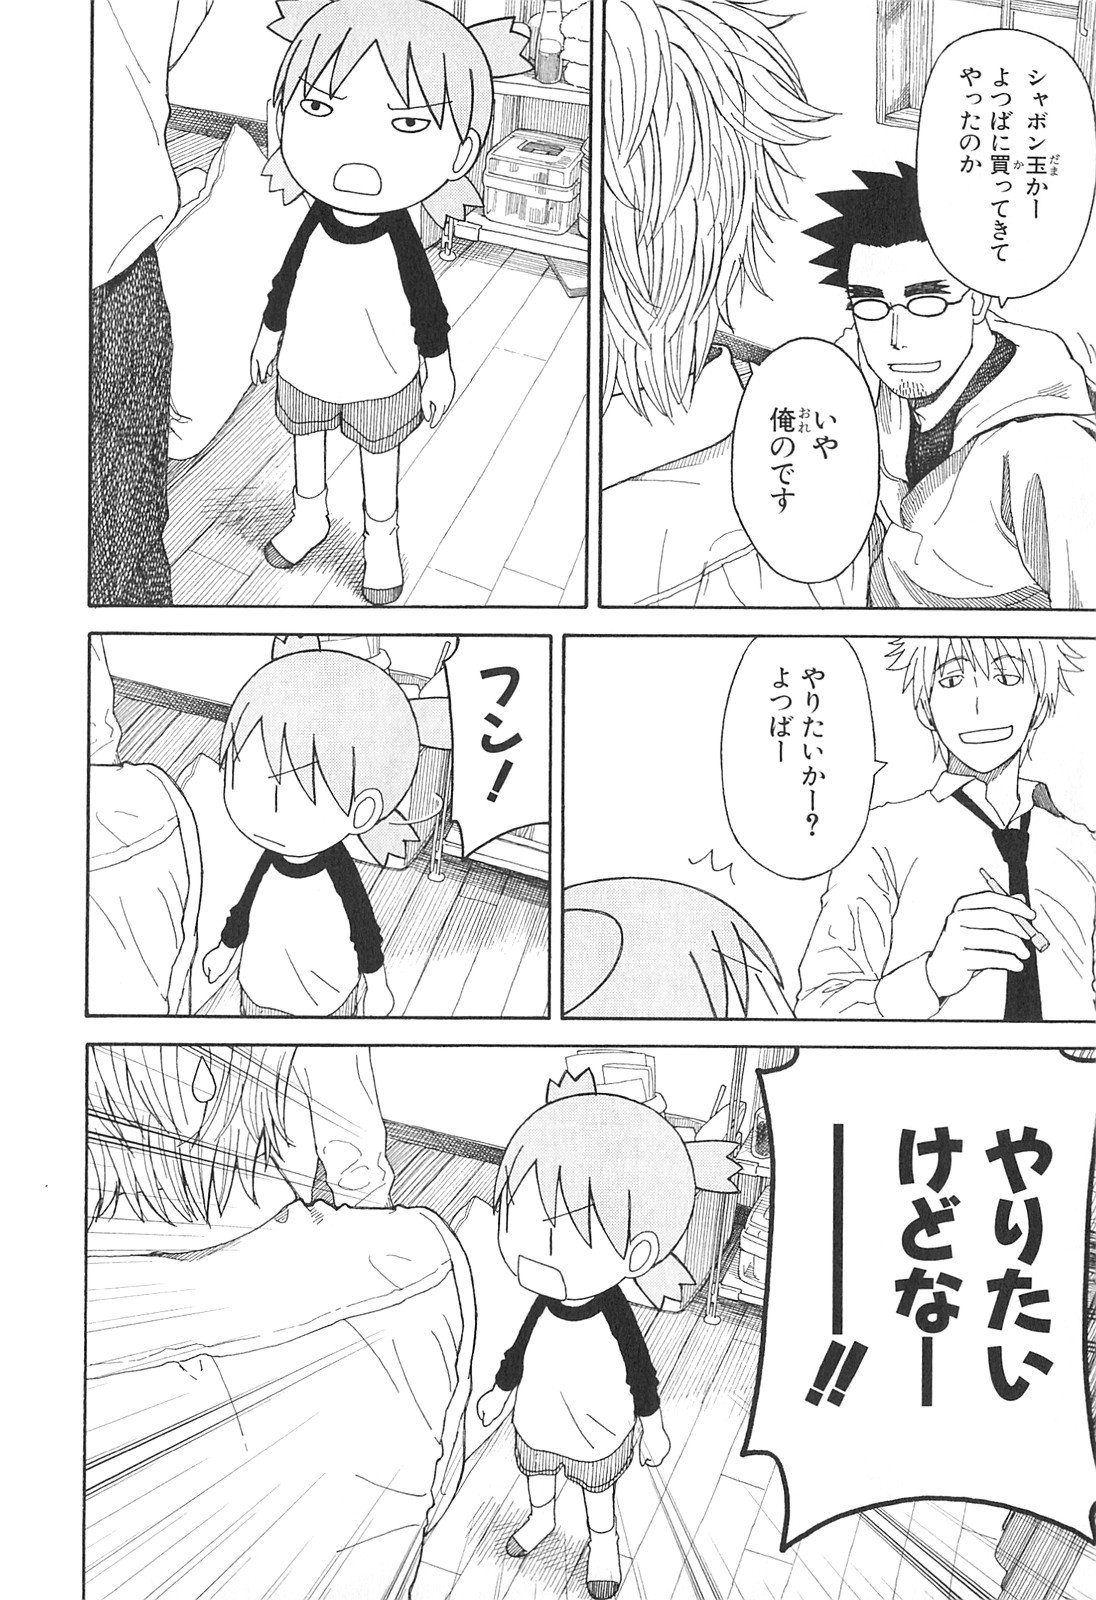 シャボン玉かー
よつばに買ってきて
やったのか
いや
俺のです
やりたいかー？
よつばー
フン！
やりたい
けどなー
ーー!!